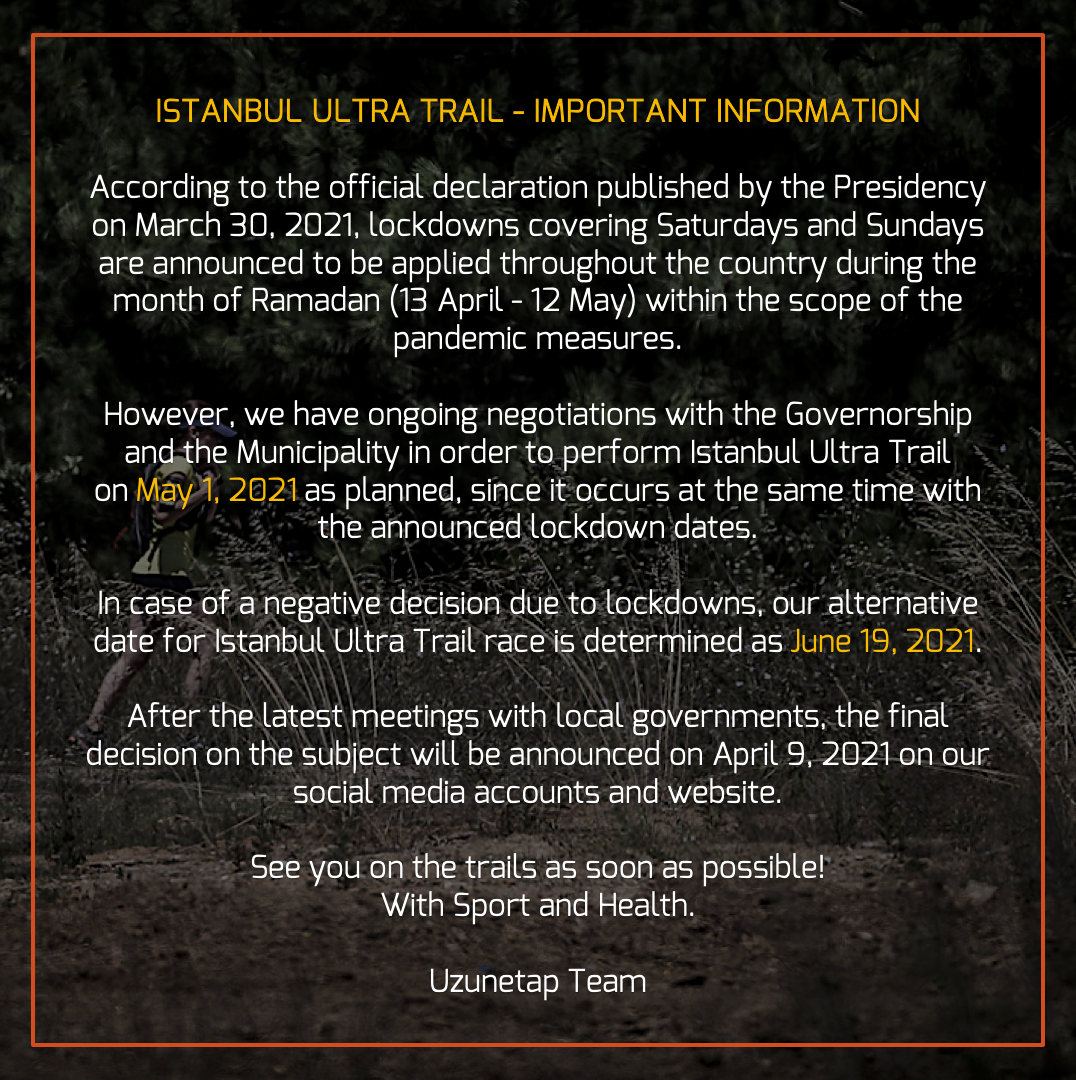 ISTANBUL ULTRA TRAIL - IMPORTANT INFORMATION
According to the official declaration published by the Presidency
on March 30, 2021, lockdowns covering Saturdays and Sundays
are announced to be applied throughout the country during the
month of Ramadan (13 April - 12 May) within the scope of the
pandemic measures.
However, we have ongoing negotiations with the Governorship
and the Municipality in order to perform Istanbul Ultra Trail
on May 1, 2021 as planned, since it occurs at the same time with
the announced lockdown dates.
In case of a negative decision due to lockdowns, our alternative
date for Istanbul Ultra Trail race is determined as June 19, 2021.
After the latest meetings with local governments, the final
decision on the subject will be announced on April 9, 2021 on our
social media accounts and website.
See you on the trails as soon as possible!
With Sport and Health.
Uzunetap Team